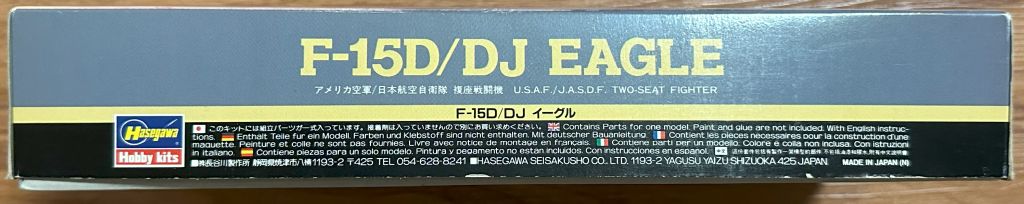 F-15D/DJ EAGLE
アメリカ空軍/日本航空自衛隊 複座戦闘機 U.S.A.F./J.A.S.D.F. TWO-SEAT FIGHTER
F-15D/DJ イーグル
Hasegawa
Hobby kits
このキットには組立パーツが一式入っています。接着剤は入っていませんので別にお買い求めください。 Contains Parts for one model. Paint and glue are not included. With English instruc-
tions. Enthält Teile für ein Modell. Farben und Klebstoff sind nicht enthalten. Mit deutscher Bauanleitung. Contient les pièces nécessaires pour la construction d'une
maquette. Peinture et colle ne sont pas fournies. Livré avec notice de montage en français. Contiene parti per un modello. Colore é colla non inclusa. Con istruzioni
in italiano. Contiene piezas para un solo modelo. Pintura y pegamento no estan incluidos. Con instrucciones en español.
■㈱長谷川製作所 静岡県焼津市八楠1193-2 〒425 TEL 054-628-8241 ■HASEGAWA SEISAKUSHO CO. LTD. 1193-2 YAGUSU YAIZU SHIZUOKA 425 JAPAN. MADE IN JAPAN (N)